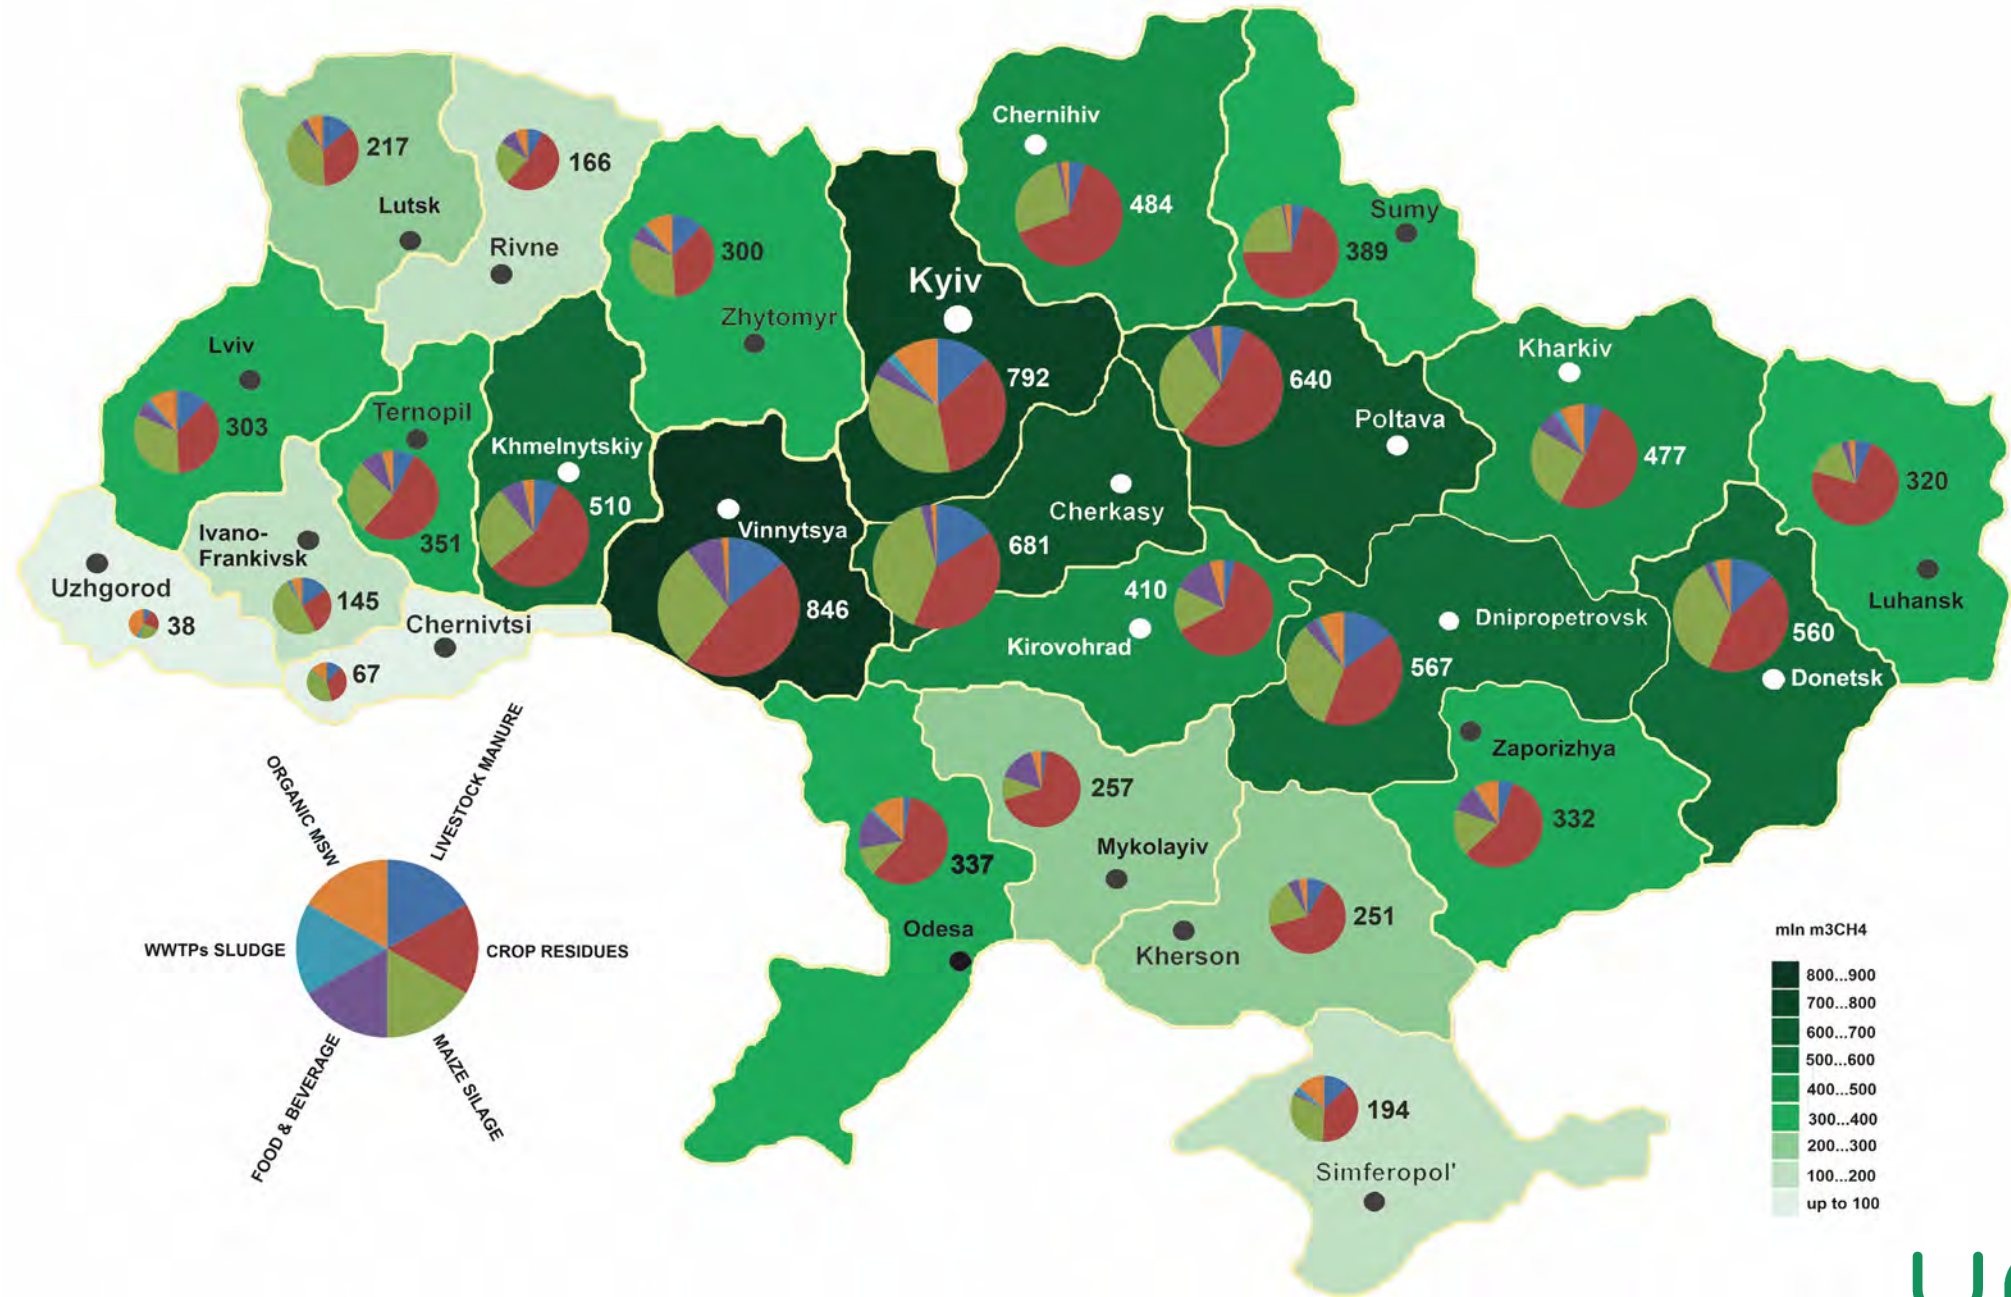 Chernihiv
484
Sumy
389
217
Lutsk
166
Rivne
300
Zhytomyr
Kyiv
792
640
Poltava
Kharkiv
477
320
Luhansk
Lviv
303
Ternopil
351
Khmelnytskiy
510
Vinnytsya
846
Cherkasy
681
410
Kirovohrad
Dnipropetrovsk
567
560
Donetsk
Ivano-
Frankivsk
145
Uzhgorod
38
Chernivtsi
67
Zaporizhya
332
257
Mykolayiv
337
Odesa
251
Kherson
194
Simferopol'
ORGANIC MSW
LIVESTOCK MANURE
WWTPs SLUDGE
CROP RESIDUES
FOOD & BEVERAGE
MAIZE SILAGE
mln m3CH4
800...900
700...800
600...700
500...600
400...500
300...400
200...300
100...200
up to 100